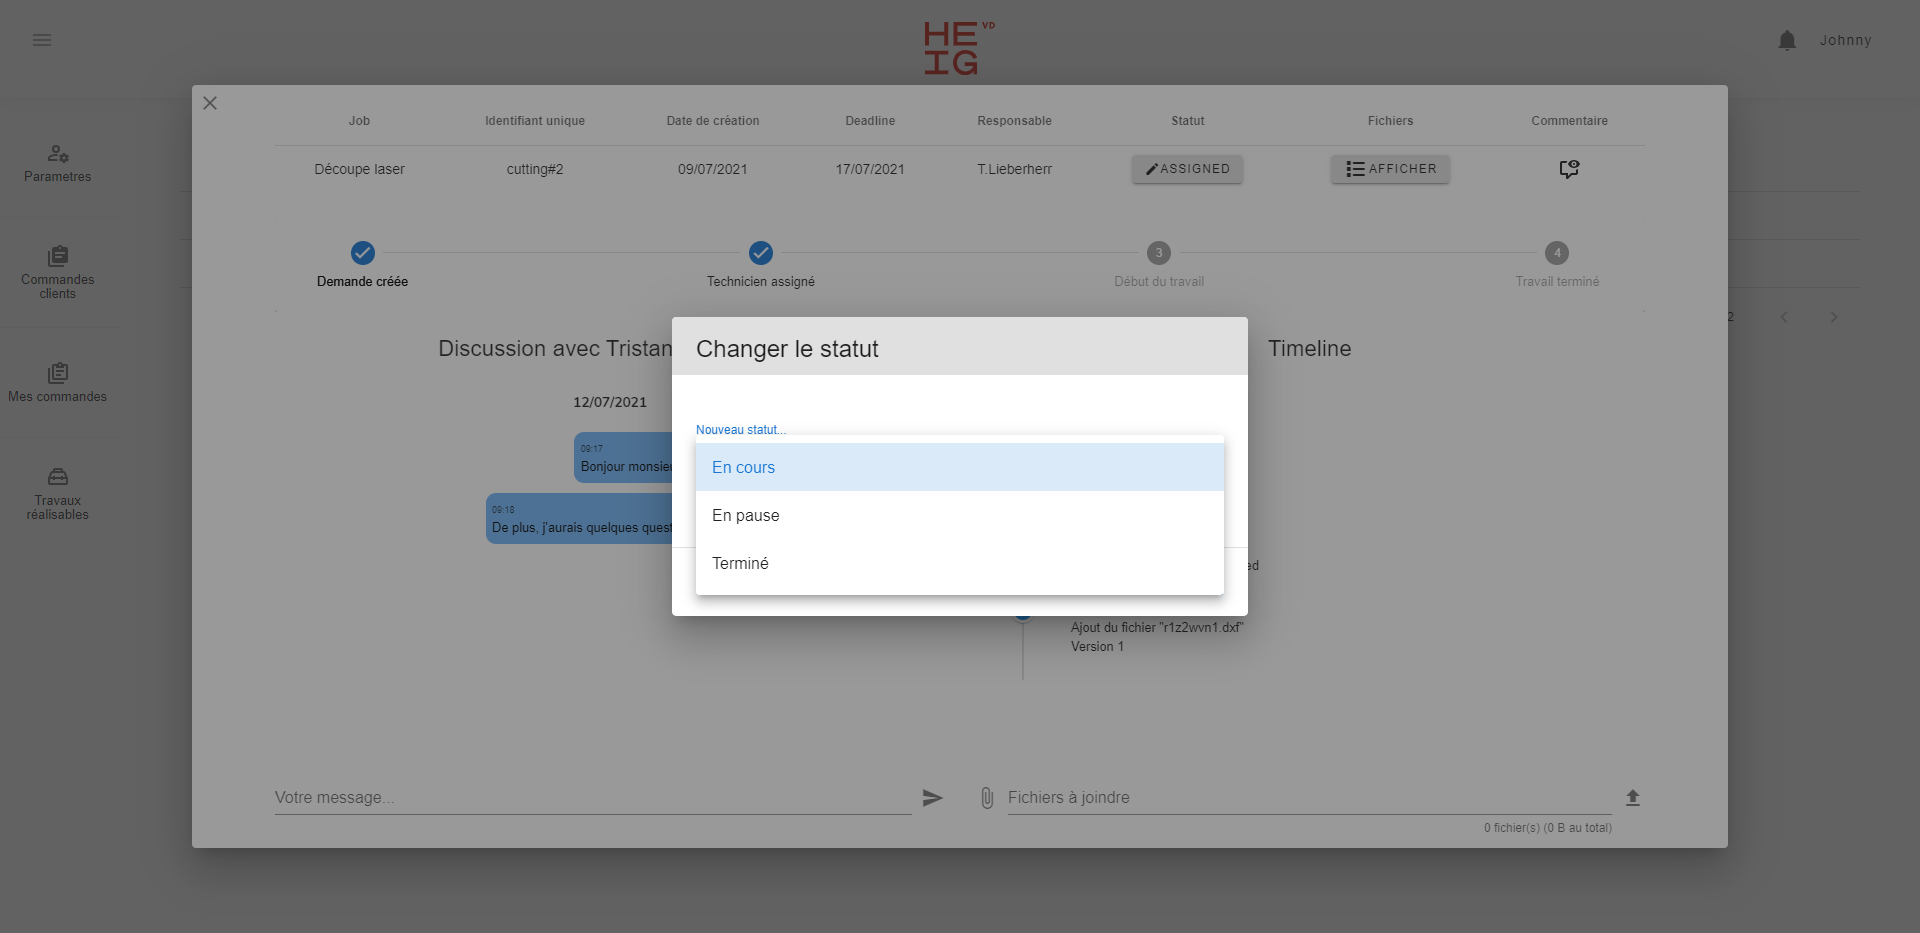 HE VD
IG
Johnny
Parametres
Commandes
clients
Mes commandes
Travaux
réalisables
Job Identifiant unique Date de création Deadline Responsable Statut Fichiers Commentaire
Découpe laser cutting#2 09/07/2021 17/07/2021 T.Lieberherr ASSIGNED AFFICHER
3 4
Demande créée Technicien assigné Début du travail Travail terminé
2
Discussion avec Tristan
Timeline
12/07/2021
09:17
Bonjour monsieu
09:18
De plus, j'aurais quelques quest
Changer le statut
Nouveau statut...
En cours
En pause
Terminé
ed
Ajout du fichier "r1z2wvn1.dxf"
Version 1
Votre message...
Fichiers à joindre
0 fichier(s) (0 B au total)